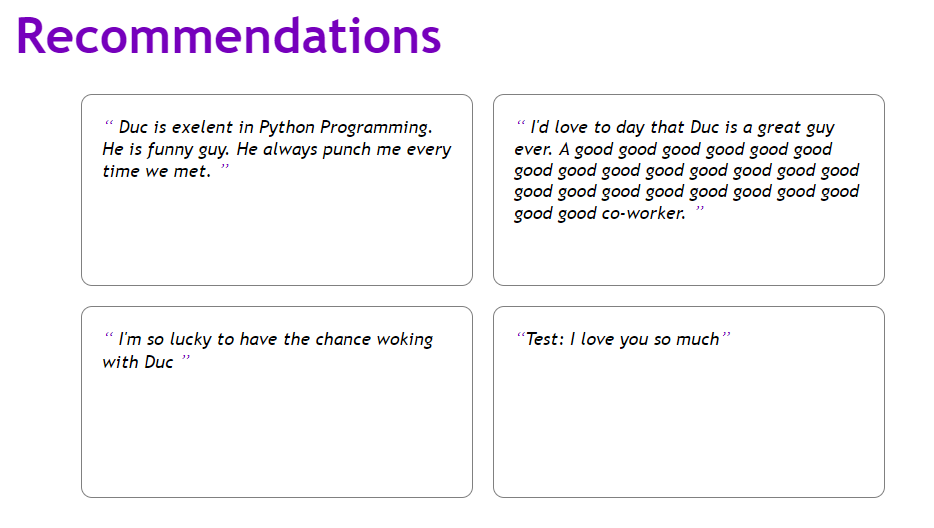 Recommendations
“ Duc is exelent in Python Programming.
He is funny guy. He always punch me every
time we met. ”
“ I'd love to day that Duc is a great guy
ever. A good good good good good good
good good good good good good good good
good good good good good good good good
good good co-worker. ”
“ I'm so lucky to have the chance woking
with Duc ”
“Test: I love you so much”